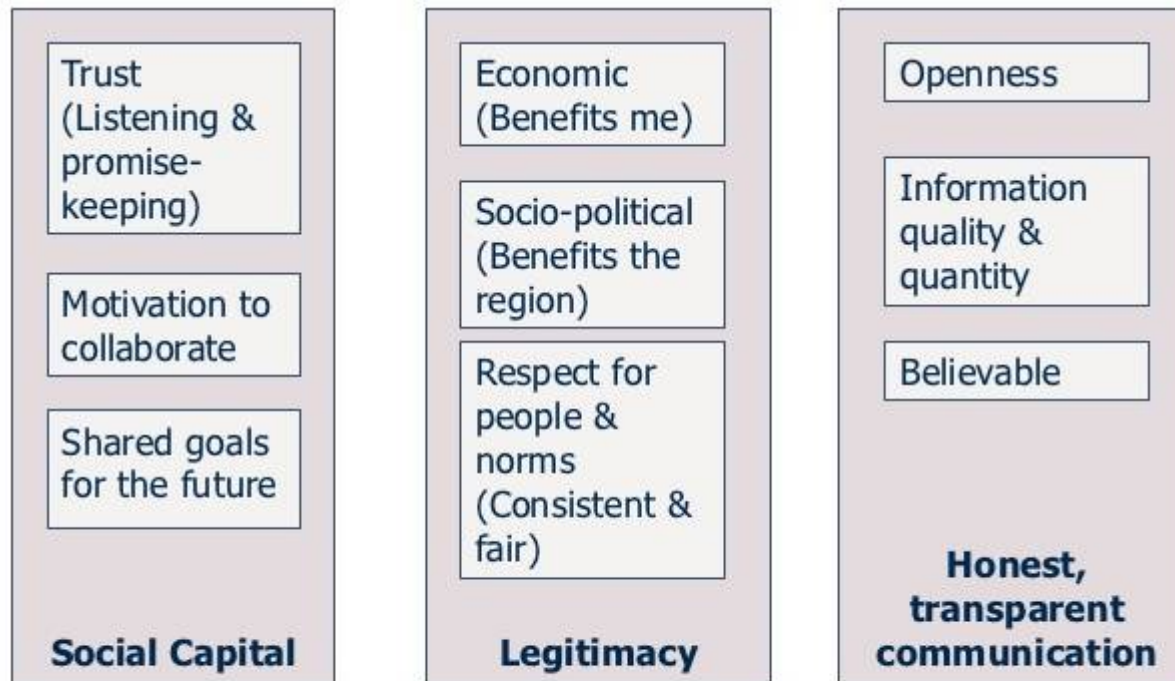 Trust
(Listening &
promise-
keeping)
Motivation to
collaborate
Shared goals
for the future
Social Capital
Economic
(Benefits me)
Socio-political
(Benefits the
region)
Respect for
people &
norms
(Consistent &
fair)
Legitimacy
Openness
Information
quality &
quantity
Believable
Honest,
transparent
communication